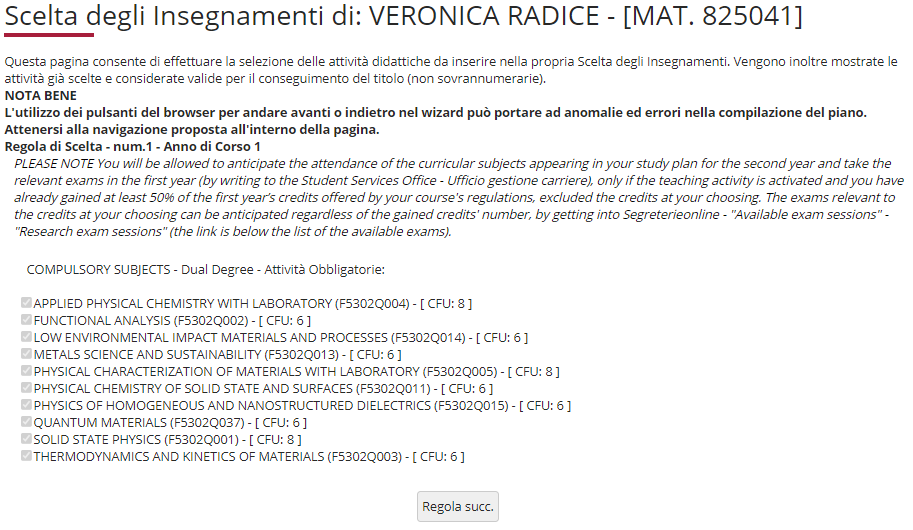 Scelta degli Insegnamenti di: VERONICA RADICE - [MAT. 825041]
Questa pagina consente di effettuare la selezione delle attività didattiche da inserire nella propria Scelta degli Insegnamenti. Vengono inoltre mostrate le
attività già scelte e considerate valide per il conseguimento del titolo (non sovrannumerarie).
NOTA BENE
L'utilizzo dei pulsanti del browser per andare avanti o indietro nel wizard può portare ad anomalie ed errori nella compilazione del piano.
Attenersi alla navigazione proposta all'interno della pagina.
Regola di Scelta - num.1 - Anno di Corso 1
PLEASE NOTE You will be allowed to anticipate the attendance of the curricular subjects appearing in your study plan for the second year and take the
relevant exams in the first year (by writing to the Student Services Office - Ufficio gestione carriere), only if the teaching activity is activated and you have
already gained at least 50% of the first year's credits offered by your course's regulations, excluded the credits at your choosing. The exams relevant to
the credits at your choosing can be anticipated regardless of the gained credits' number, by getting into Segreterieonline - "Available exam sessions" -
"Research exam sessions" (the link is below the list of the available exams).
COMPULSORY SUBJECTS - Dual Degree - Attività Obbligatorie:
APPLIED PHYSICAL CHEMISTRY WITH LABORATORY (F5302Q004) - [ CFU: 8 ]
FUNCTIONAL ANALYSIS (F5302Q002) - [ CFU: 6 ]
LOW ENVIRONMENTAL IMPACT MATERIALS AND PROCESSES (F5302Q014) - [ CFU: 6 ]
METALS SCIENCE AND SUSTAINABILITY (F5302Q013) - [ CFU: 6 ]
PHYSICAL CHARACTERIZATION OF MATERIALS WITH LABORATORY (F5302Q005) - [ CFU: 8 ]
PHYSICAL CHEMISTRY OF SOLID STATE AND SURFACES (F5302Q011) - [ CFU: 6 ]
PHYSICS OF HOMOGENEOUS AND NANOSTRUCTURED DIELECTRICS (F5302Q015) - [ CFU: 6 ]
QUANTUM MATERIALS (F5302Q037) - [ CFU: 6 ]
SOLID STATE PHYSICS (F5302Q001) - [ CFU: 8 ]
THERMODYNAMICS AND KINETICS OF MATERIALS (F5302Q003) - [ CFU: 6 ]
Regola succ.